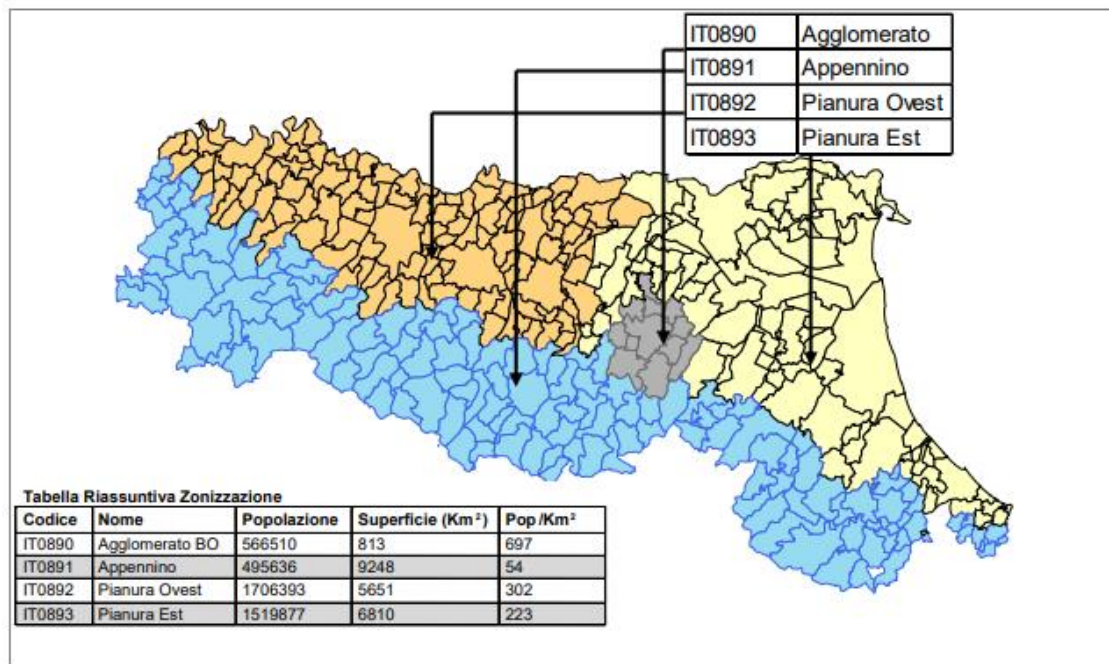 IT0890 Agglomerato
IT0891 Appennino
IT0892 Pianura Ovest
IT0893 Pianura Est
Tabella Riassuntiva Zonizzazione
Codice Nome Popolazione Superficie (Km²) Pop/Km²
IT0890 Agglomerato BO 566510 813 697
IT0891 Appennino 495636 9248 54
IT0892 Pianura Ovest 1706393 5651 302
IT0893 Pianura Est 1519877 6810 223